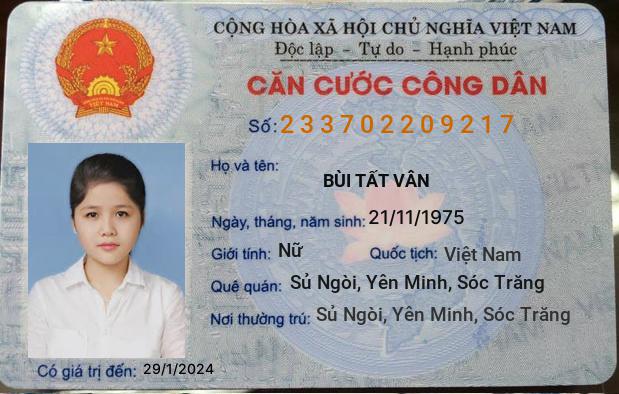 CỘNG HÒA XÃ HỘI CHỦ NGHĨA VIỆT NAM
Độc lập - Tự do - Hạnh phúc
CĂN CƯỚC CÔNG DÂN
Số: 233702209217
Họ và tên:
BÙI TẤT VÂN
Ngày, tháng, năm sinh: 21/11/1975
Giới tính: Nữ Quốc tịch: Việt Nam
Quê quán: Sủ Ngòi, Yên Minh, Sóc Trăng
Nơi thường trú: Sủ Ngòi, Yên Minh, Sóc Trăng
Có giá trị đến: 29/1/2024
VIỆT NAM